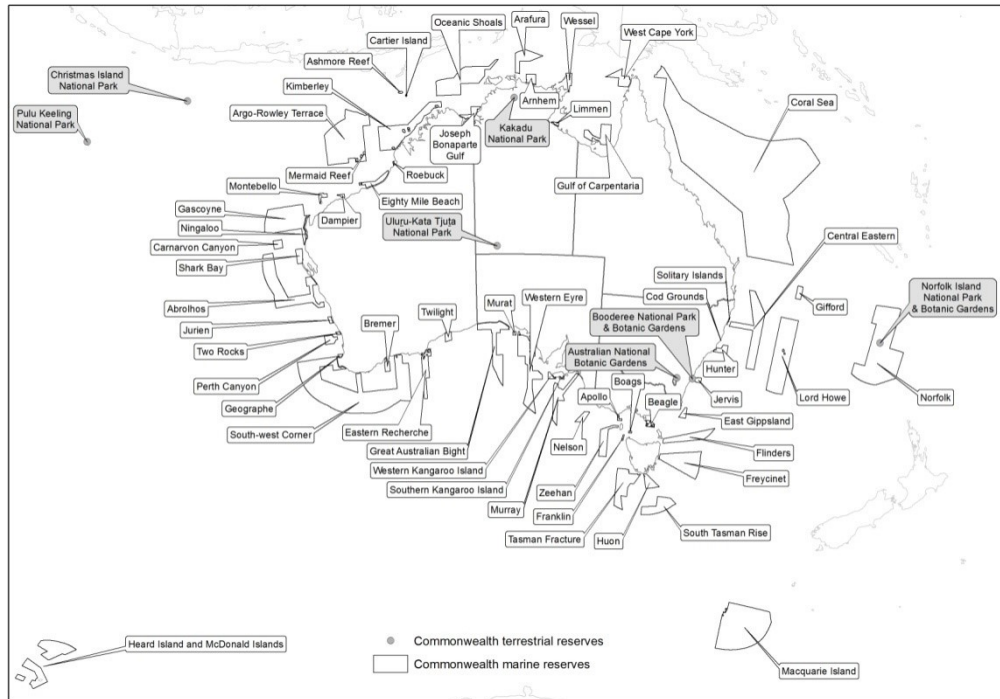 Oceanic Shoals
Arafura
Wessel
Cartier Island
West Cape York
Ashmore Reef
Christmas Island
National Park
Kimberley
Arnhem
Coral Sea
Argo-Rowley Terrace
Limmen
Pulu Keeling
National Park
Joseph
Bonaparte
Gulf
Kakadu
National Park
Mermaid Reef
Roebuck
Gulf of Carpentaria
Montebello
Eighty Mile Beach
Gascoyne
Dampier
Ningaloo
Uluṟu-Kata Tjuṯa
National Park
Central Eastern
Carnarvon Canyon
Shark Bay
Solitary Islands
Norfolk Island
National Park
& Botanic Gardens
Western Eyre
Cod Grounds
Gifford
Abrolhos
Murat
Twilight
Booderee National Park
& Botanic Gardens
Jurien
Bremer
Two Rocks
Australian National
Botanic Gardens
Hunter
Perth Canyon
Boags
Jervis
Lord Howe
Norfolk
Geographe
Apollo
Beagle
East Gippsland
South-west Corner
Eastern Recherche
Nelson
Great Australian Bight
Flinders
Western Kangaroo Island
Freycinet
Southern Kangaroo Island
Zeehan
Murray
Franklin
Tasman Fracture
South Tasman Rise
Huon
Heard Island and McDonald Islands
Commonwealth terrestrial reserves
Commonwealth marine reserves
Macquarie Island